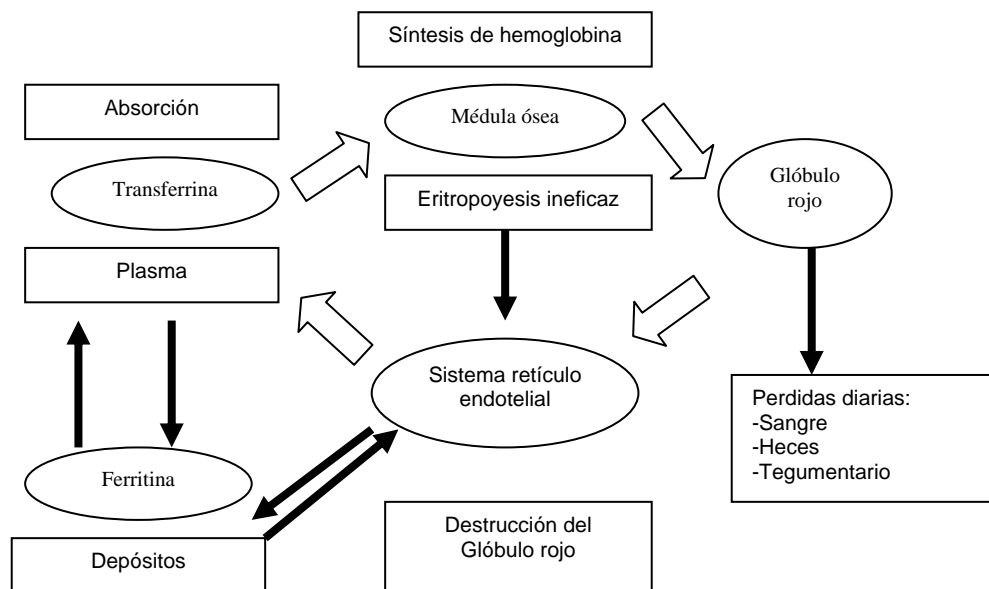 Síntesis de hemoglobina
Absorción
Médula ósea
Transferrina
Glóbulo
rojo
Eritropoyesis ineficaz
Plasma
Sistema retículo
endotelial
Perdidas diarias:
-Sangre
-Heces
-Tegumentario
Ferritina
Destrucción del
Glóbulo rojo
Depósitos